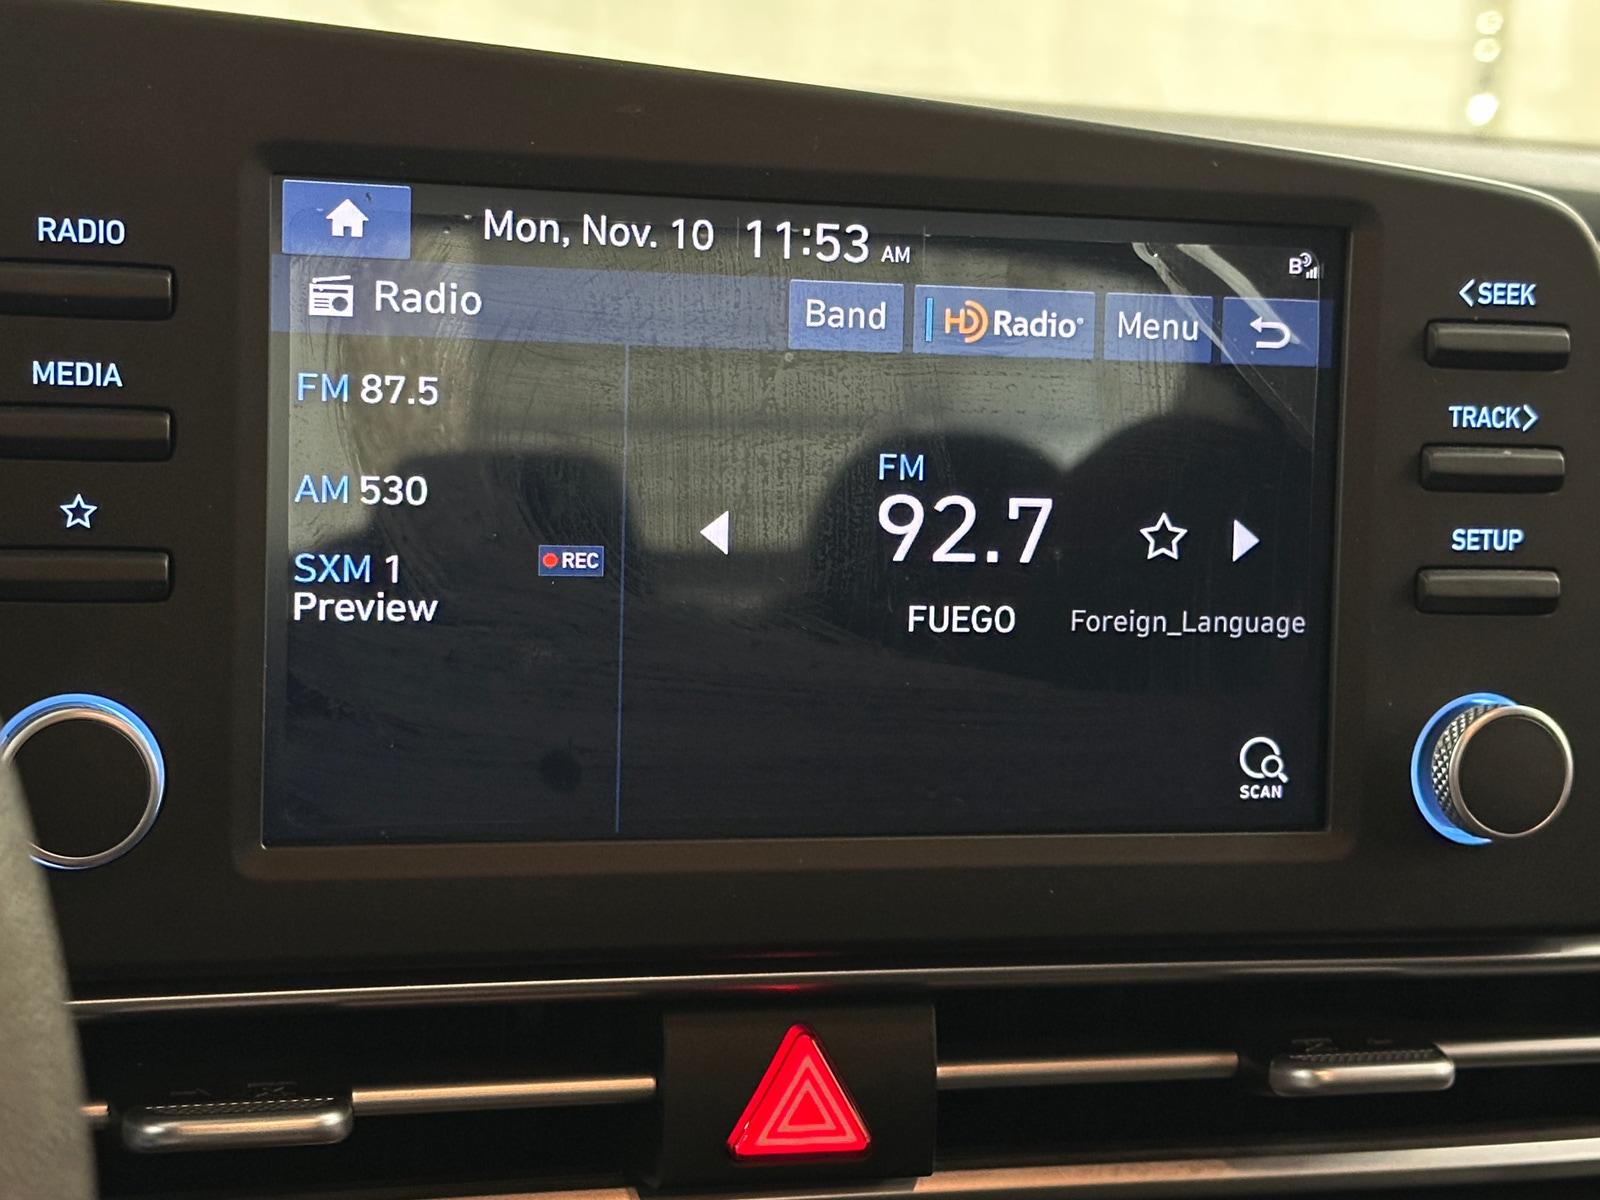 RADIO
MEDIA
Mon, Nov. 10 11:53 AM
B
Radio
Band
HD Radio®
Menu
FM 87.5
AM 530
SXM 1
Preview
REC
FM
92.7
FUEGO
Foreign_Language
SCAN
<SEEK
TRACK>
SETUP